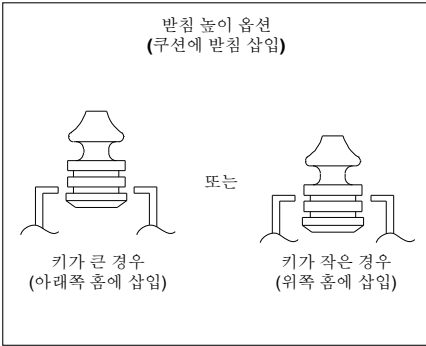 받침 높이 옵션
(쿠션에 받침 삽입)
또는
키가 큰 경우
(아래쪽 홈에 삽입)
키가 작은 경우
(위쪽 홈에 삽입)